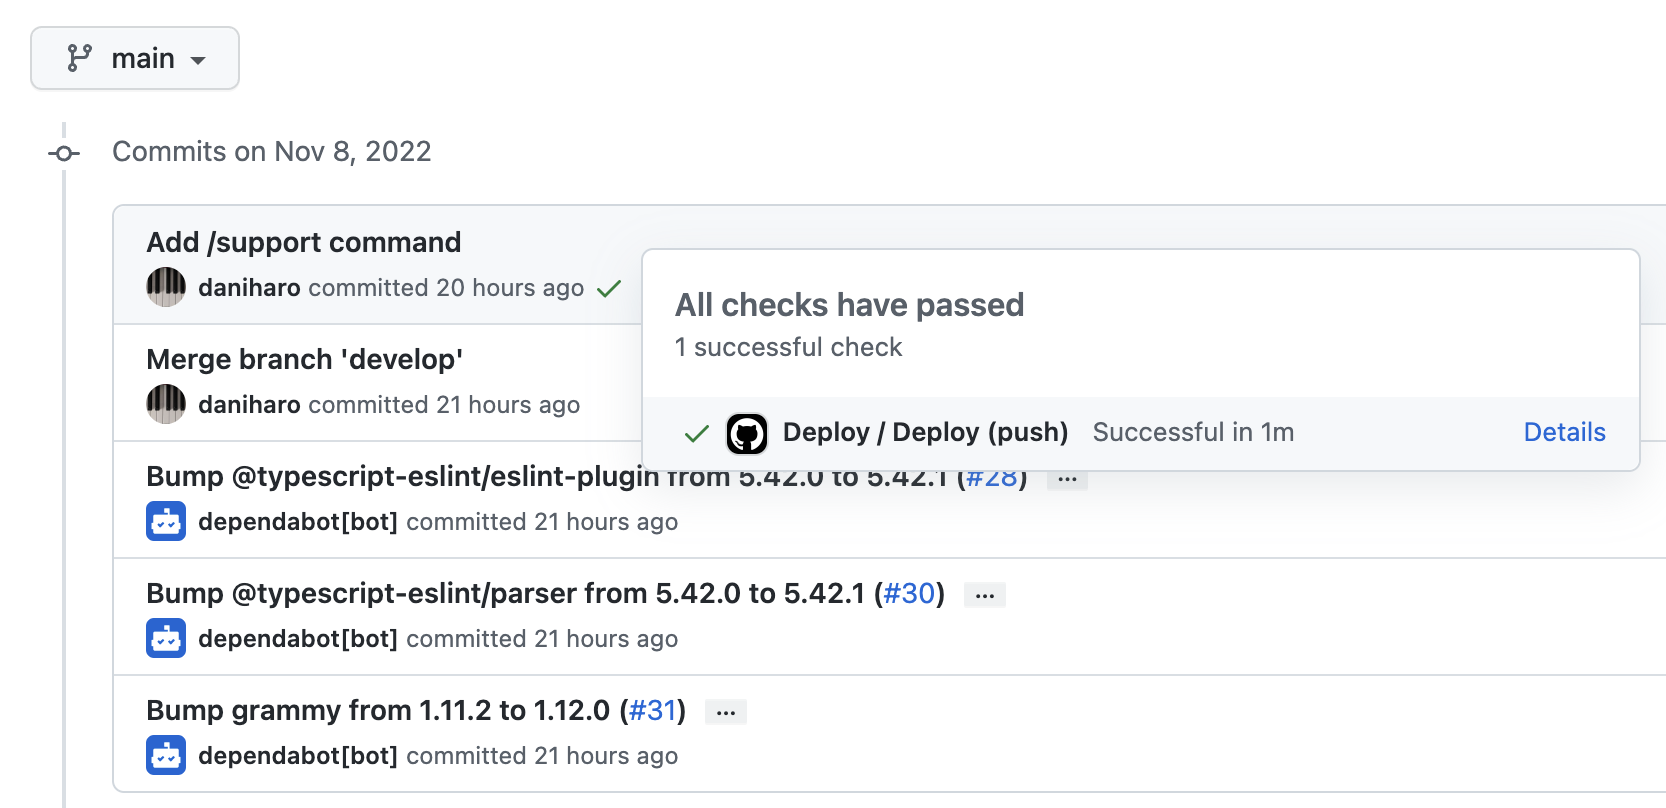 main
Commits on Nov 8, 2022
Add /support command
daniharo committed 20 hours ago
All checks have passed
1 successful check
Deploy / Deploy (push) Successful in 1m Details
Merge branch 'develop'
daniharo committed 21 hours ago
Bump @typescript-eslint/eslint-plugin from 5.42.0 to 5.42.1 (#28) ...
dependabot[bot] committed 21 hours ago
Bump @typescript-eslint/parser from 5.42.0 to 5.42.1 (#30) ...
dependabot[bot] committed 21 hours ago
Bump grammy from 1.11.2 to 1.12.0 (#31) ...
dependabot[bot] committed 21 hours ago